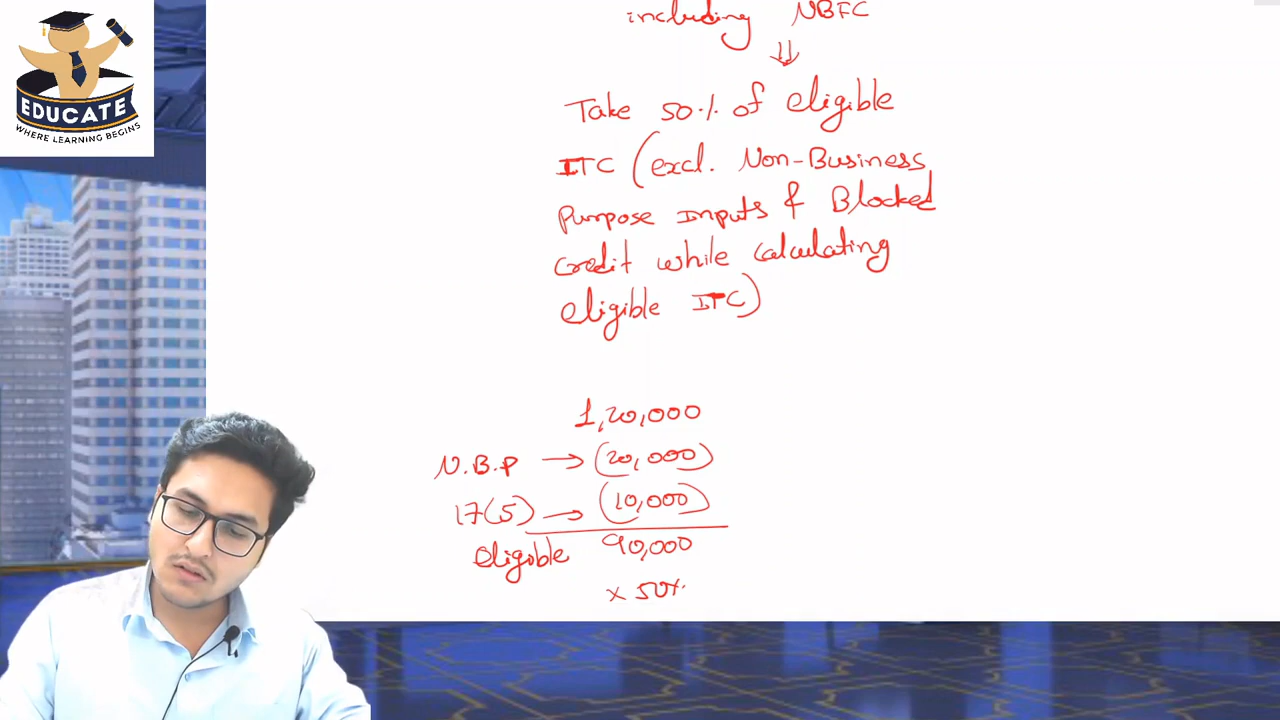 EDUCATE
WHERE LEARNING BEGINS
including NBFC
Take 50% of eligible
ITC (excl. Non-Business
Purpose Inputs & Blocked
credit while calculating
eligible ITC)
1,20,000
N.B.P → (20,000)
17(5) → (10,000)
eligible 90,000
x 50%